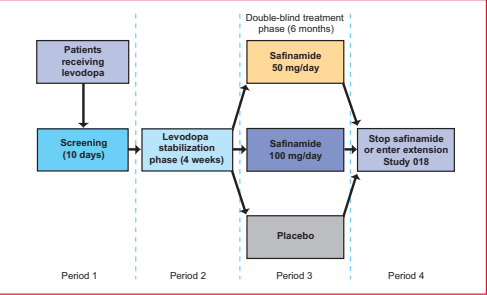 Double-blind treatment
phase (6 months)
Patients
receiving
levodopa
Safinamide
50 mg/day
Screening
(10 days)
Levodopa
stabilization
phase (4 weeks)
Safinamide
100 mg/day
Stop safinamide
or enter extension
Study 018
Placebo
Period 1
Period 2
Period 3
Period 4